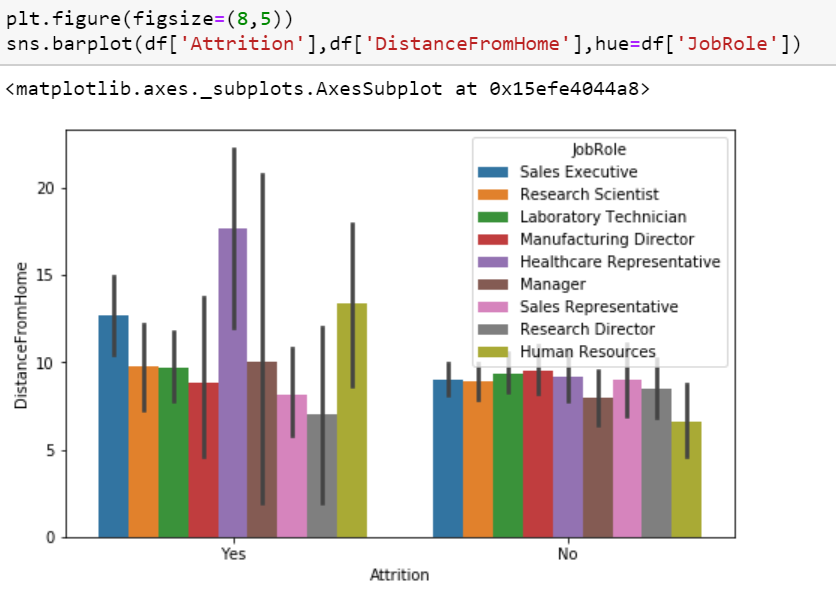 plt.figure(figsize=(8,5))
sns.barplot(df['Attrition'],df['DistanceFromHome'],hue=df['JobRole'])
<matplotlib.axes._subplots.AxesSubplot at 0x15efe4044a8>
JobRole
Sales Executive
Research Scientist
Laboratory Technician
Manufacturing Director
Healthcare Representative
Manager
Sales Representative
Research Director
Human Resources
DistanceFromHome
20
15
10
5
0
Yes No
Attrition